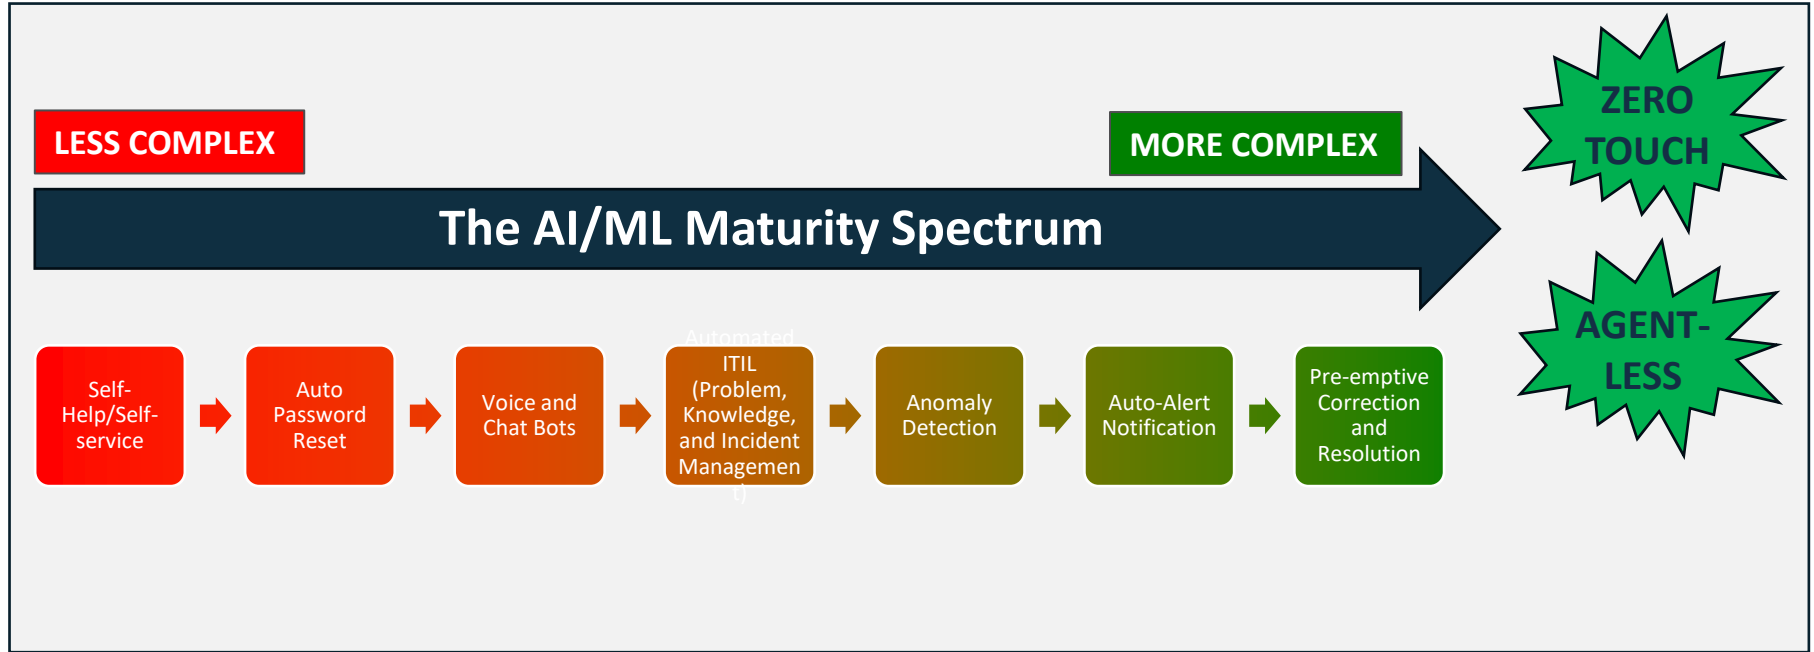 ZERO
TOUCH
LESS COMPLEX
MORE COMPLEX
The AI/ML Maturity Spectrum
AGENT-
LESS
Self-
Help/Self-
service
Auto
Password
Reset
Voice and
Chat Bots
Automated
ITIL
(Problem,
Knowledge,
and Incident
Managemen
t)
Anomaly
Detection
Auto-Alert
Notification
Pre-emptive
Correction
and
Resolution